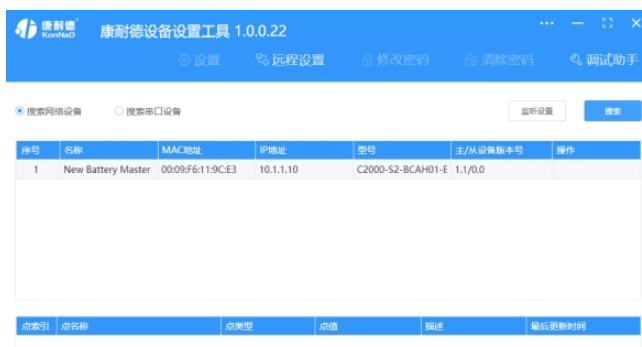 康耐德 KonNaD 康耐德设备设置工具 1.0.0.22
设置 远程设置 修改密码 清除密码 调试助手
搜索网络设备 搜索串口设备 监听设置 搜索
序号 名称 MAC地址 IP地址 型号 主/从设备版本号 操作
1 New Battery Master 00:09:F6:11:9C:E3 10.1.1.10 C2000-S2-BCAH01-E 1.1/0.0
点索引 点名称 点类型 点值 描述 最后更新时间